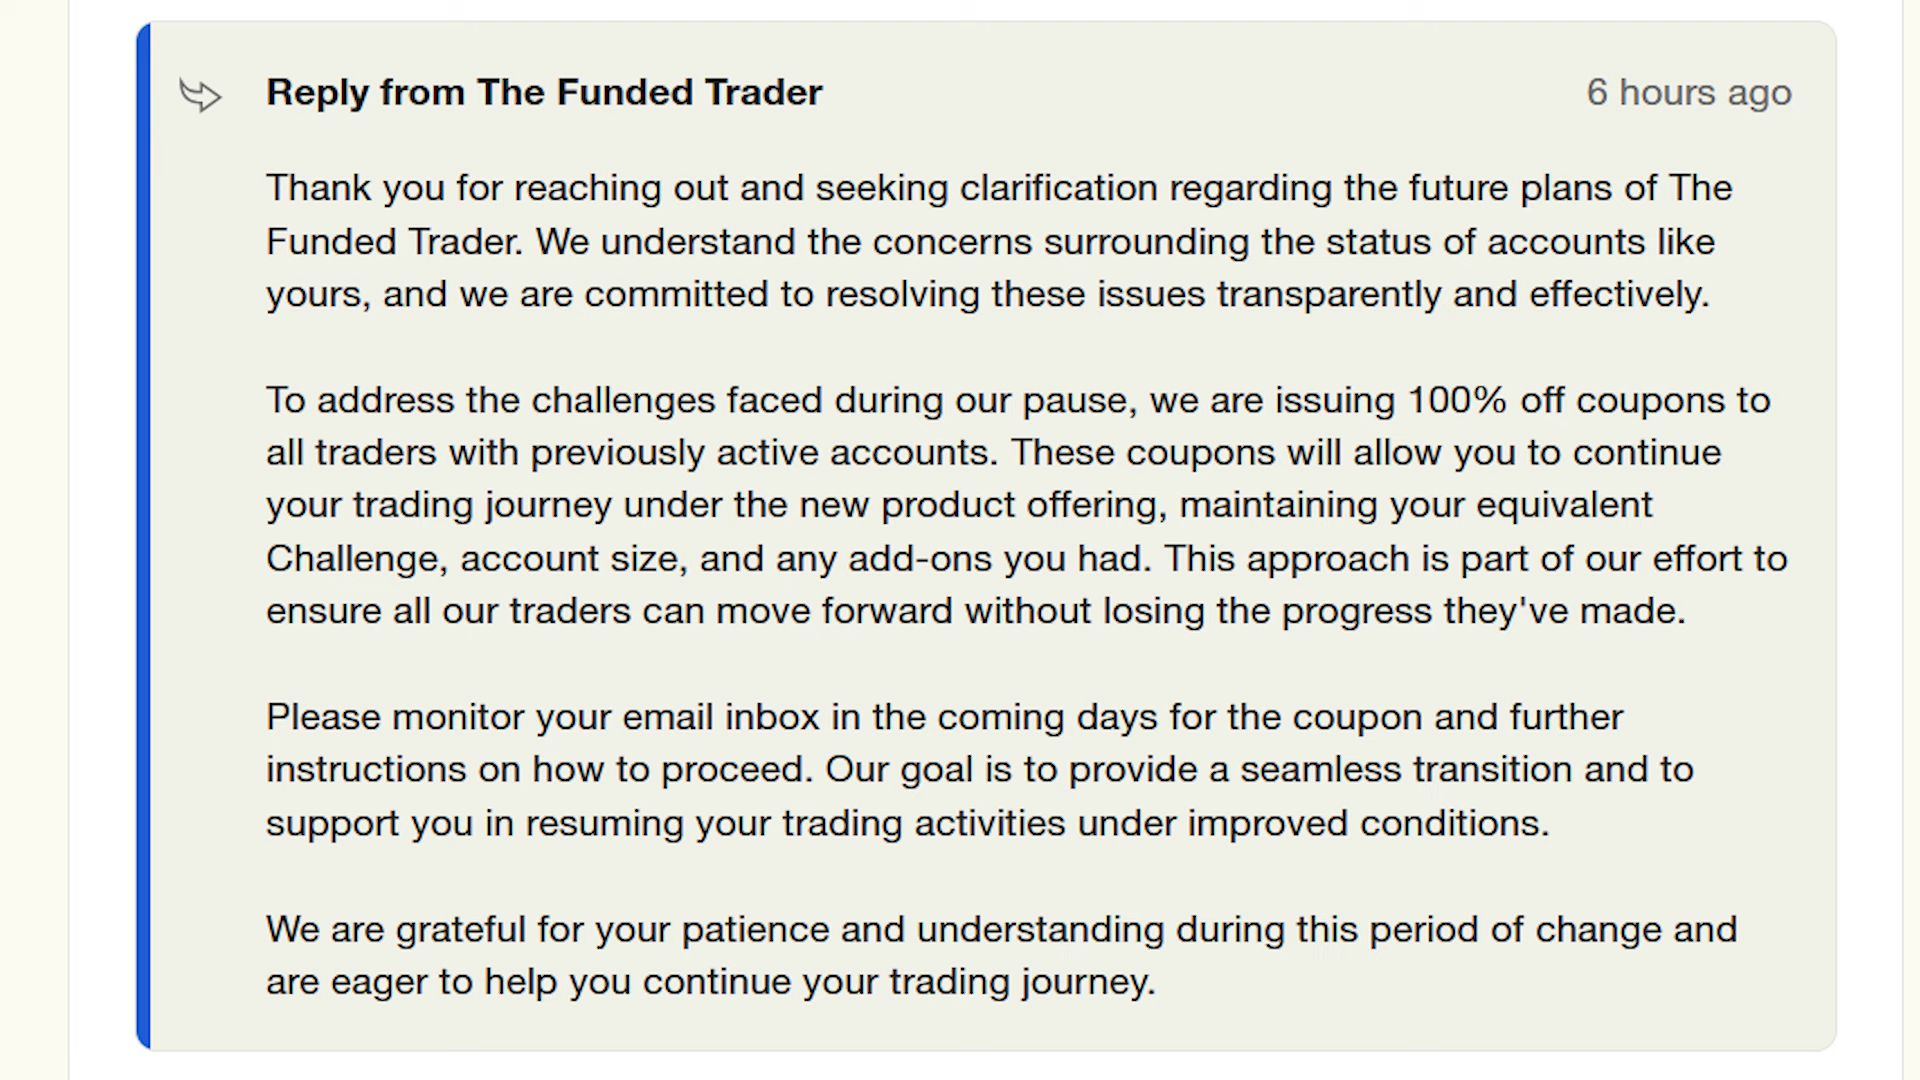 Reply from The Funded Trader
6 hours ago
Thank you for reaching out and seeking clarification regarding the future plans of The
Funded Trader. We understand the concerns surrounding the status of accounts like
yours, and we are committed to resolving these issues transparently and effectively.
To address the challenges faced during our pause, we are issuing 100% off coupons to
all traders with previously active accounts. These coupons will allow you to continue
your trading journey under the new product offering, maintaining your equivalent
Challenge, account size, and any add-ons you had. This approach is part of our effort to
ensure all our traders can move forward without losing the progress they've made.
Please monitor your email inbox in the coming days for the coupon and further
instructions on how to proceed. Our goal is to provide a seamless transition and to
support you in resuming your trading activities under improved conditions.
We are grateful for your patience and understanding during this period of change and
are eager to help you continue your trading journey.